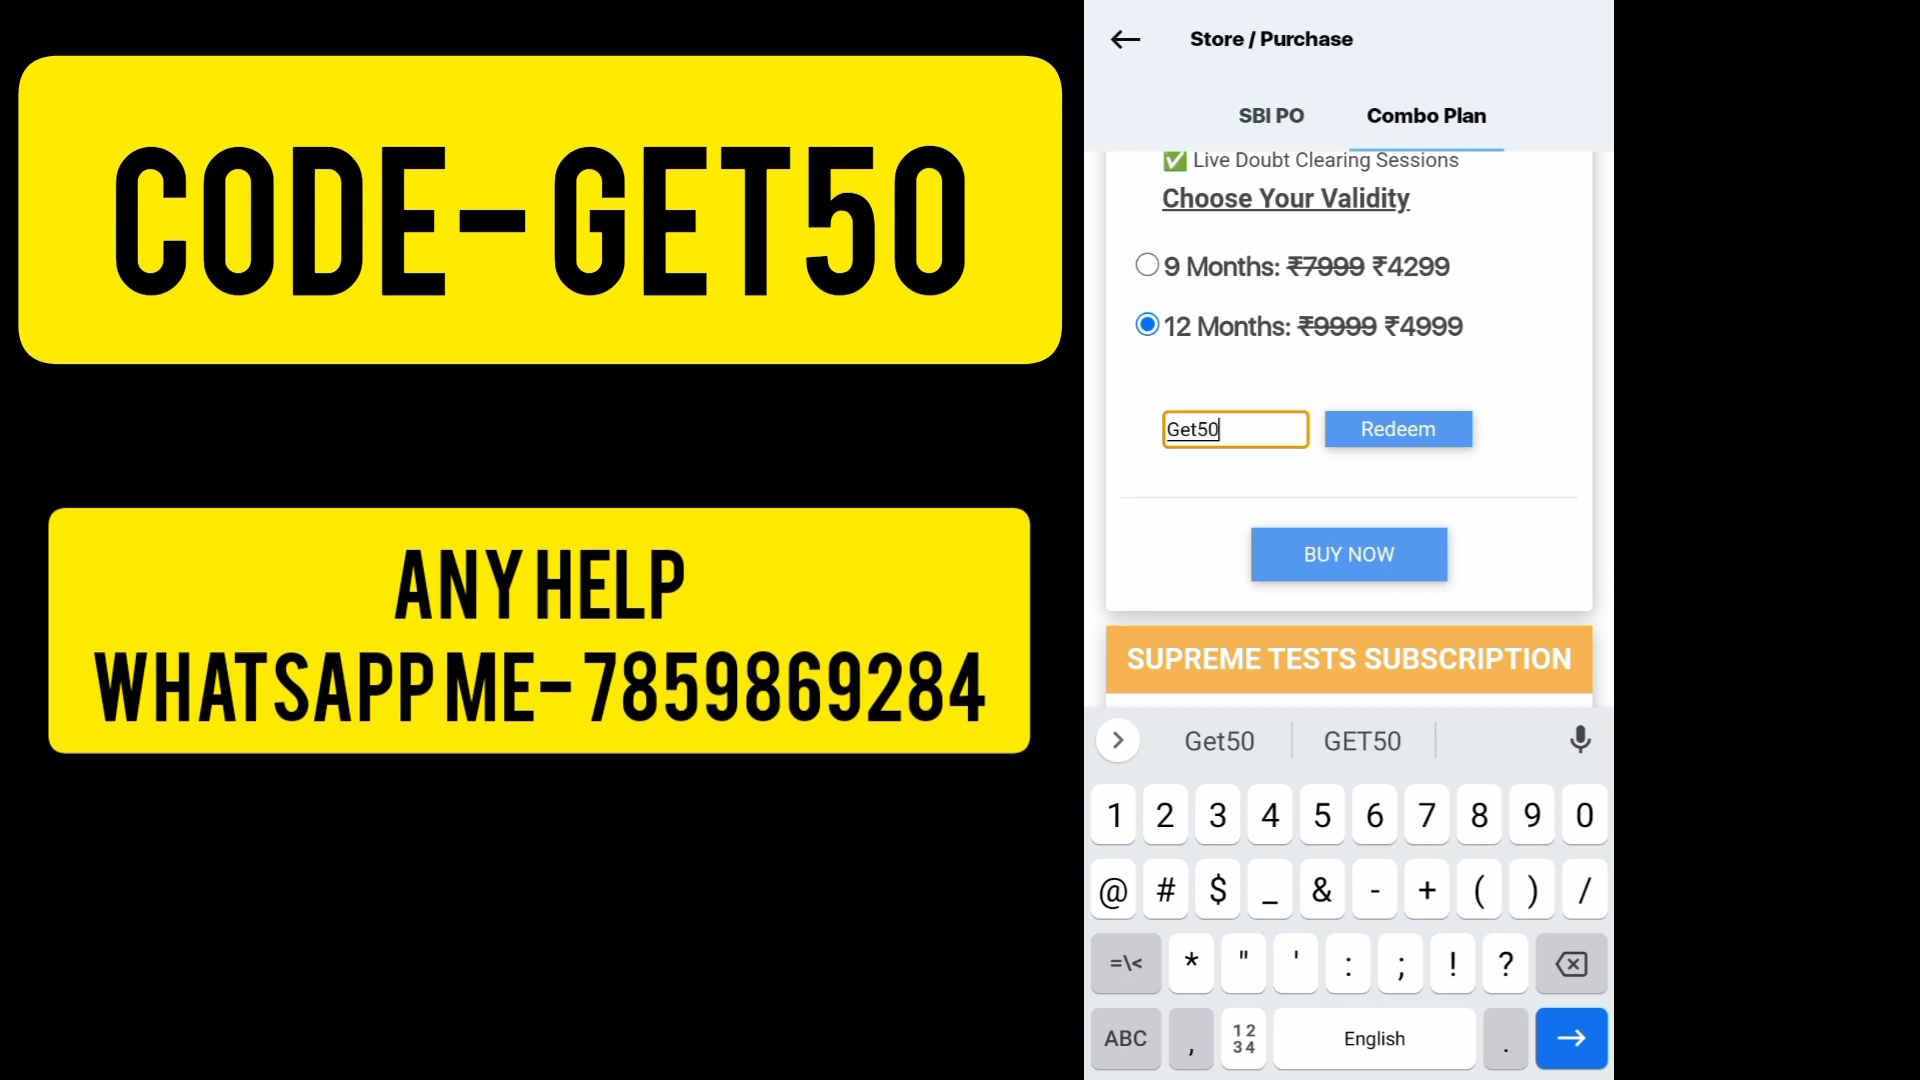 CODE-GET50
ANY HELP
WHATSAPP ME-7859869284
Store / Purchase
SBI PO
Combo Plan
✅ Live Doubt Clearing Sessions
Choose Your Validity
9 Months: ₹7999 ₹4299
12 Months: ₹9999 ₹4999
Get50
Redeem
BUY NOW
SUPREME TESTS SUBSCRIPTION
Get50
GET50
1 2 3 4 5 6 7 8 9 0
@ # $ _ & - + ( ) /
=\< * " ' : ; ! ?
ABC , 12 34 English .